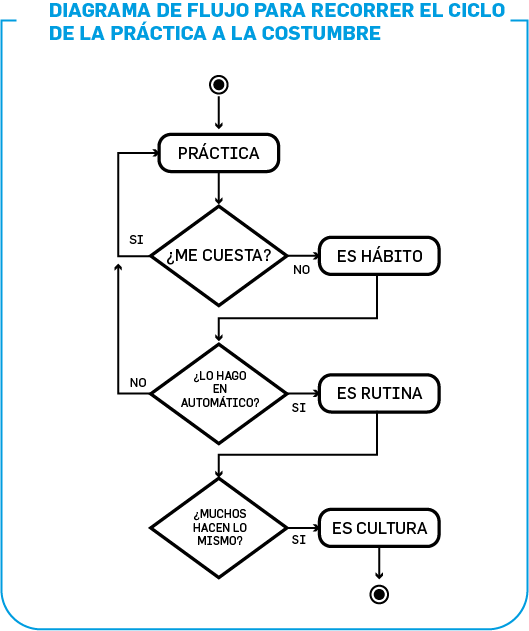 DIAGRAMA DE FLUJO PARA RECORRER EL CICLO
DE LA PRÁCTICA A LA COSTUMBRE
PRÁCTICA
SI
¿ME CUESTA?
NO
ES HÁBITO
¿LO HAGO
EN
AUTOMÁTICO?
NO
SI
ES RUTINA
¿MUCHOS
HACEN LO
MISMO?
SI
ES CULTURA